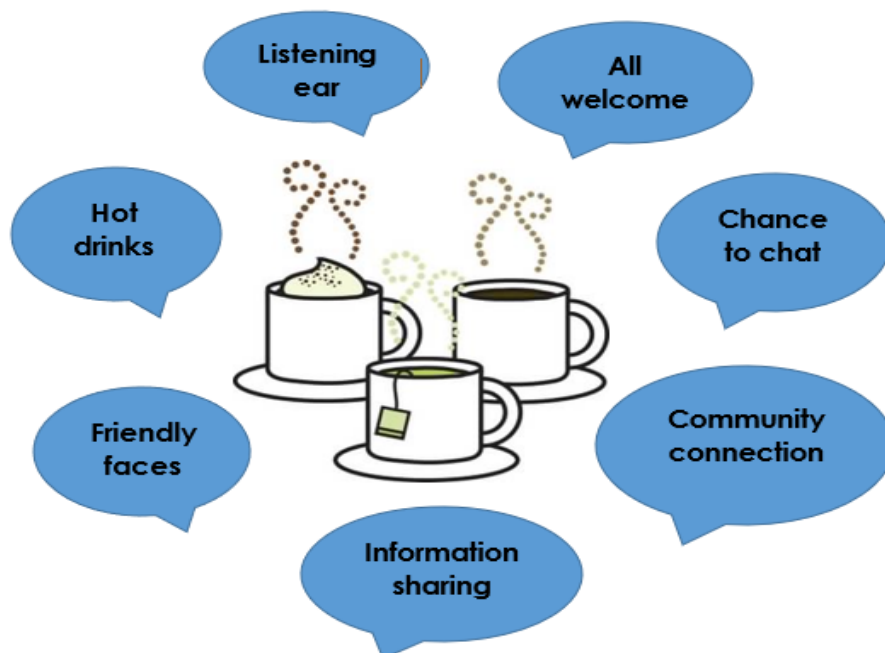 Listening
ear
All
welcome
Hot
drinks
Chance
to chat
Friendly
faces
Community
connection
Information
sharing